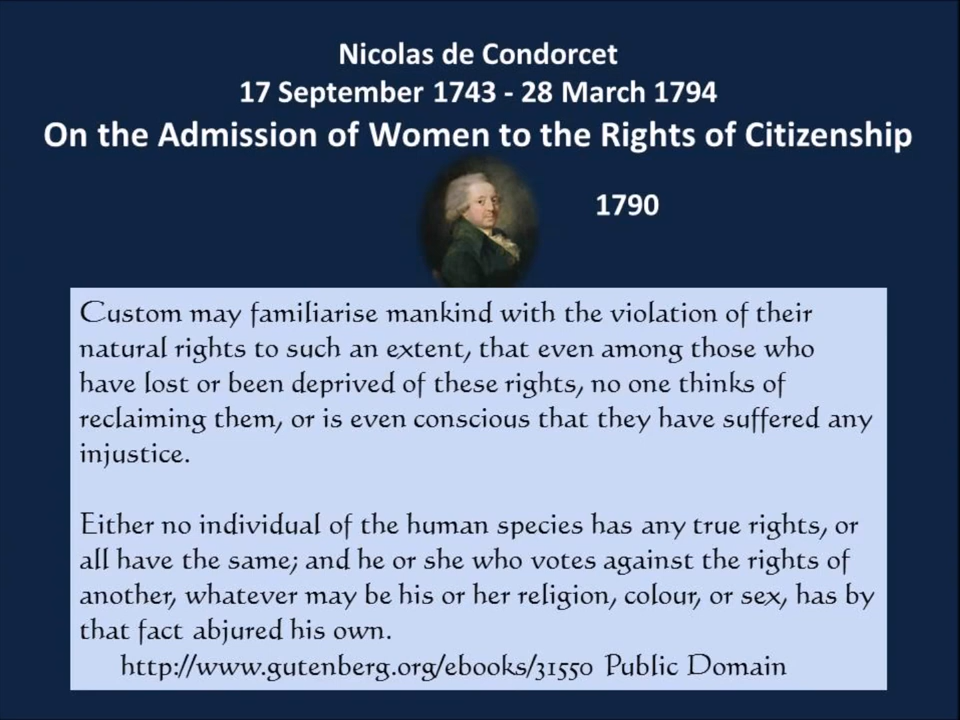 Nicolas de Condorcet
17 September 1743 - 28 March 1794
On the Admission of Women to the Rights of Citizenship
1790
Custom may familiarise mankind with the violation of their
natural rights to such an extent, that even among those who
have lost or been deprived of these rights, no one thinks of
reclaiming them, or is even conscious that they have suffered any
injustice.
Either no individual of the human species has any true rights, or
all have the same; and he or she who votes against the rights of
another, whatever may be his or her religion, colour, or sex, has by
that fact abjured his own.
http://www.gutenberg.org/ebooks/31550 Public Domain